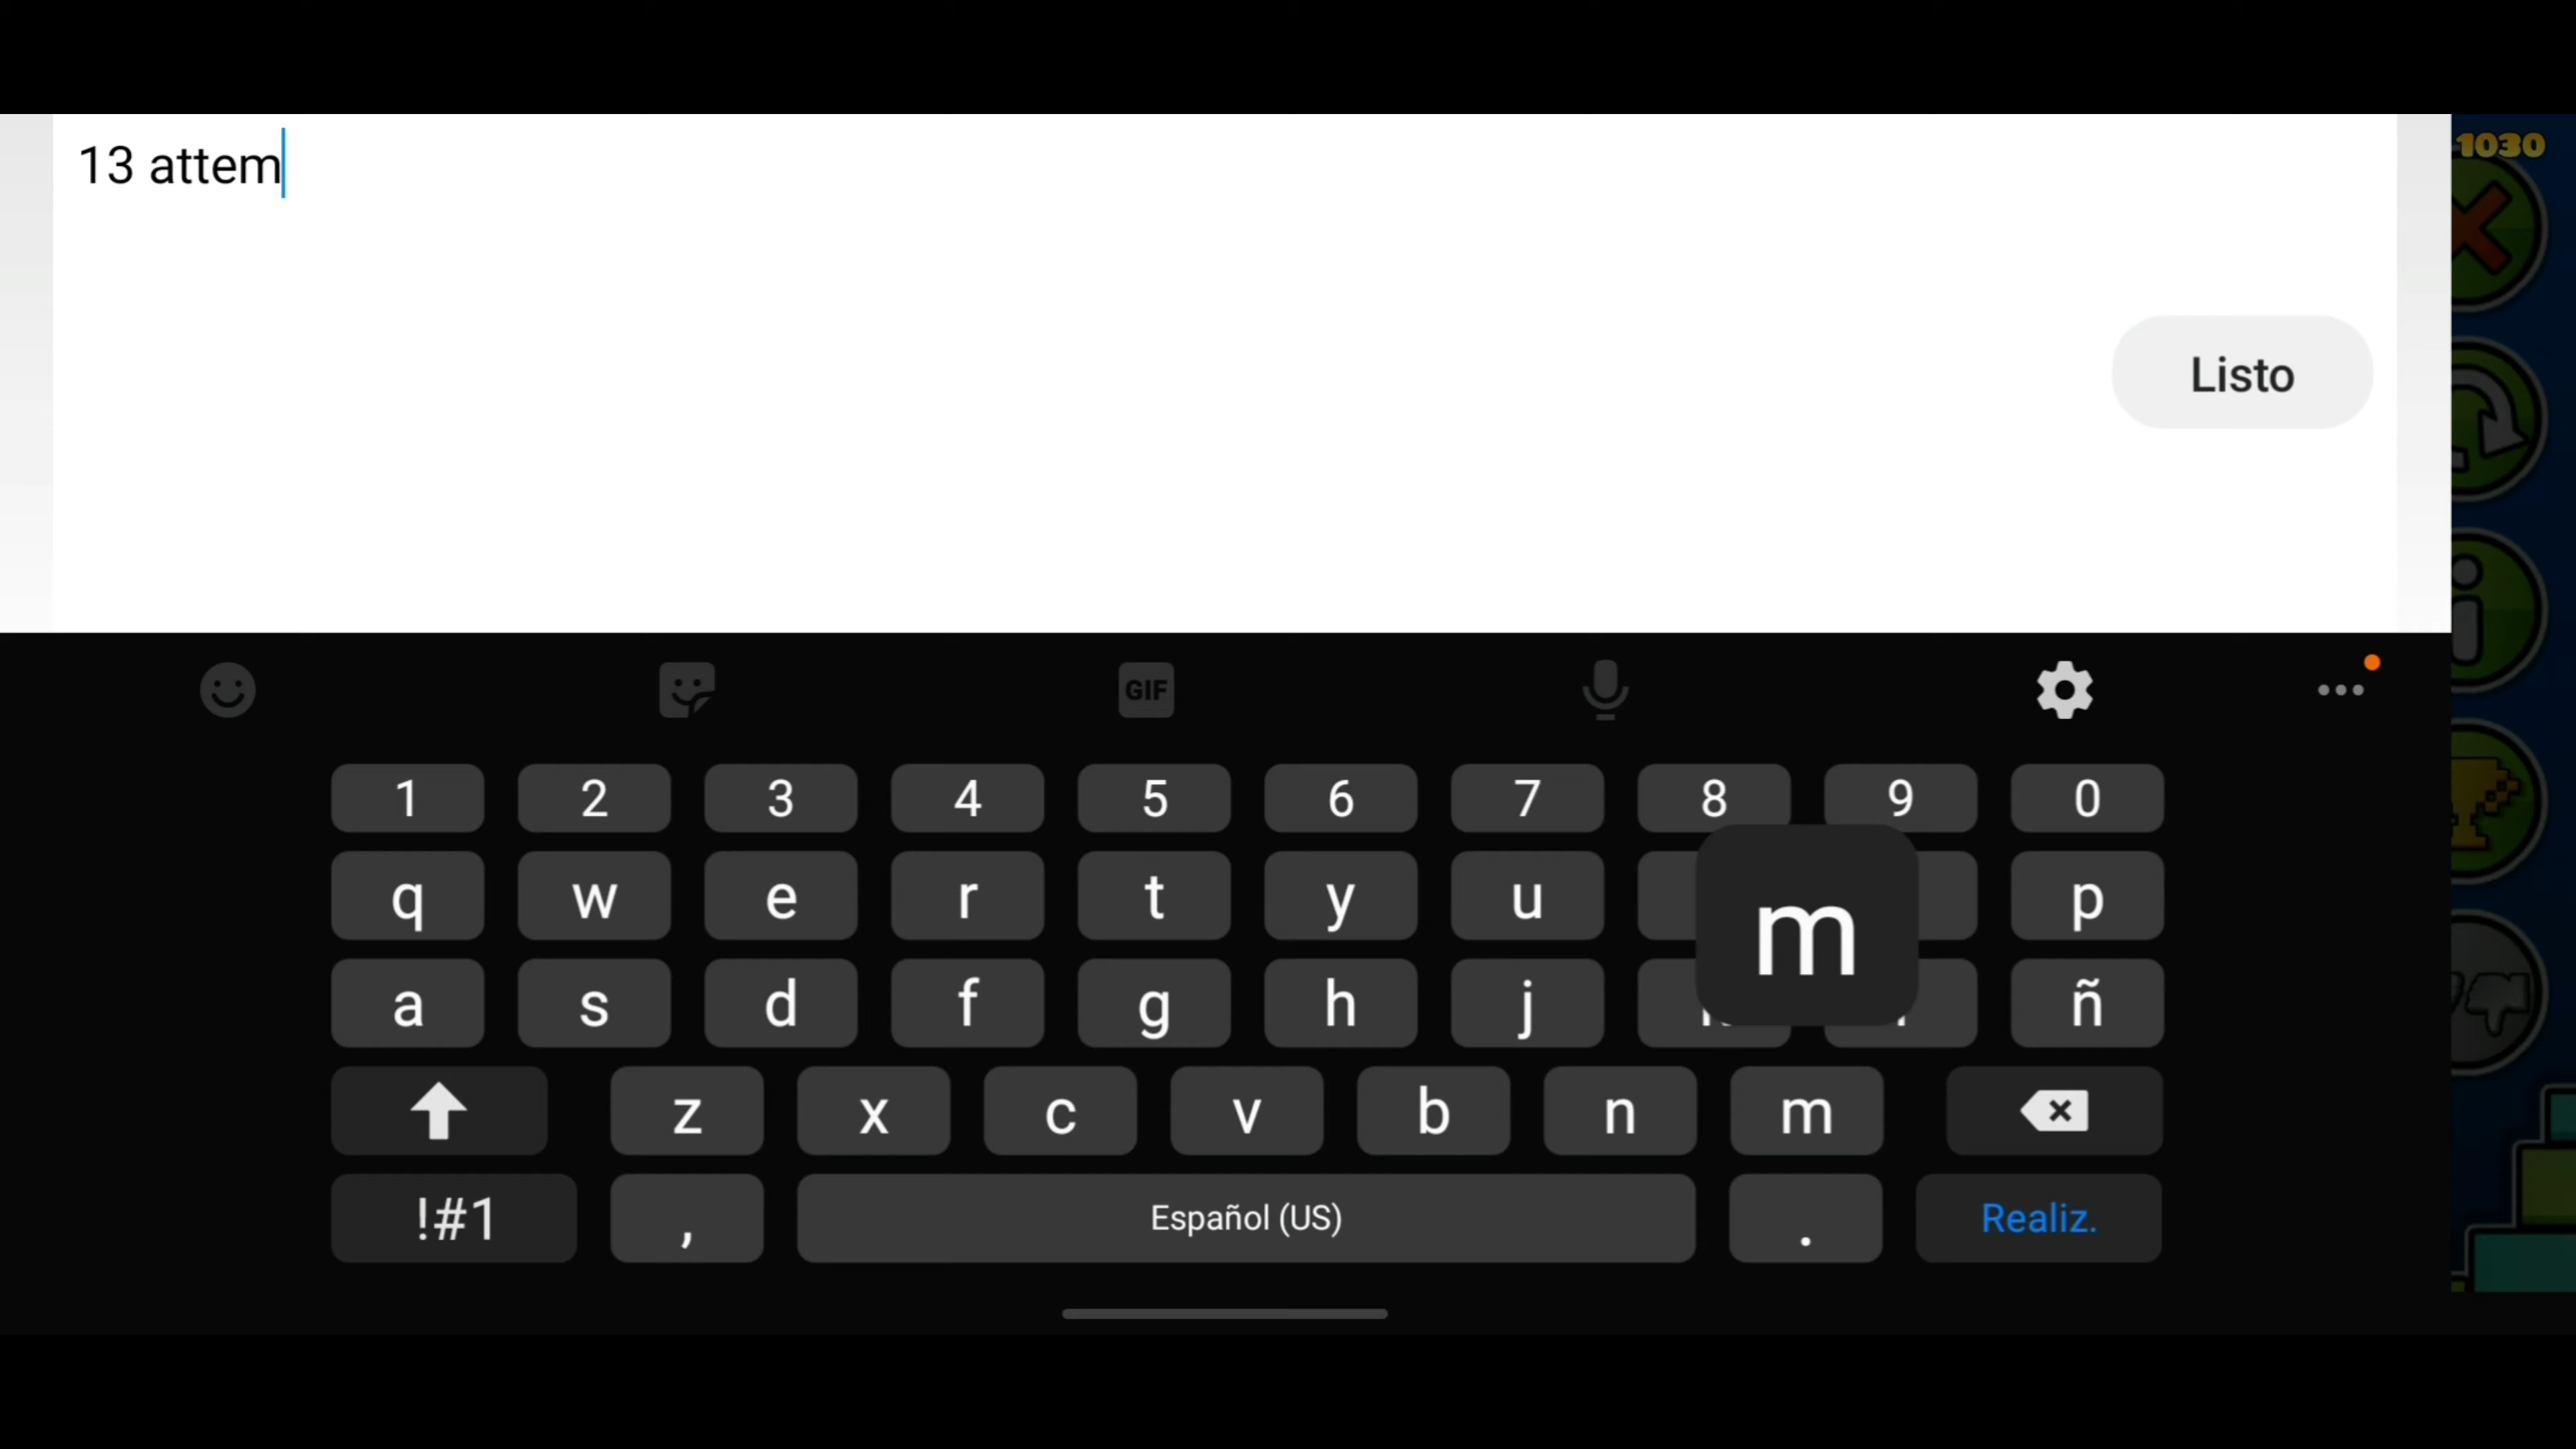 13 attem
1030
Listo
GIF
1 2 3 4 5 6 7 8 9 0
q w e r t y u m p
a s d f g h j ñ
z x c v b n m
!#1 , Español (US) . Realiz.